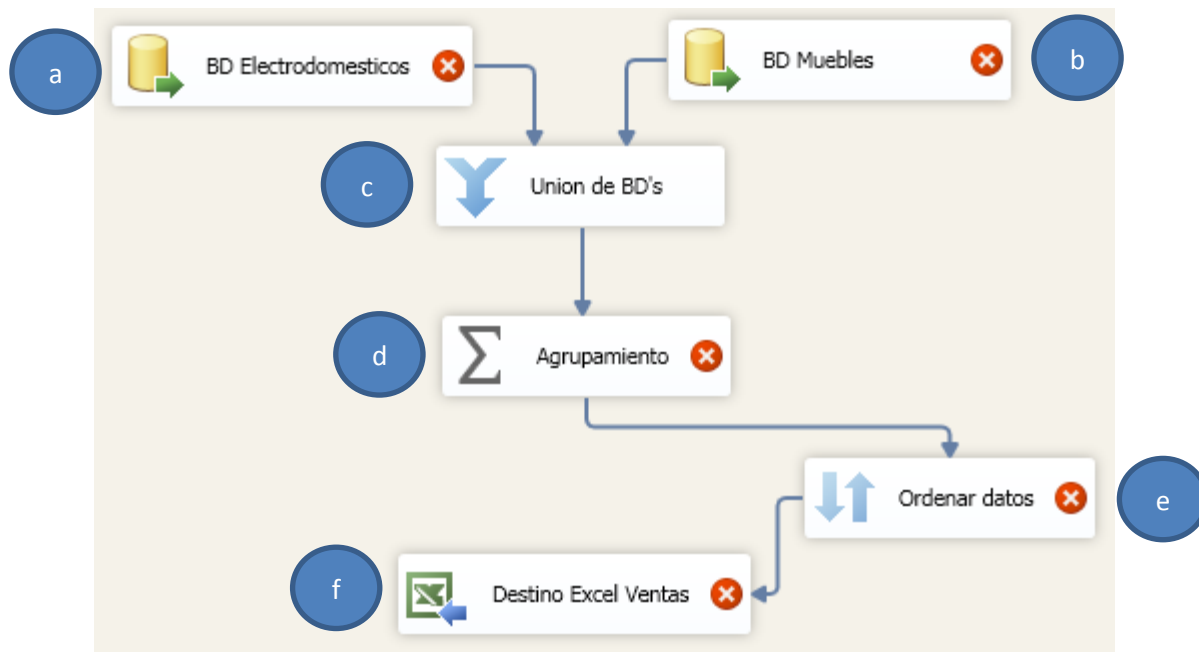 a
BD Electrodomesticos
BD Muebles
b
c
Union de BD's
d
Agrupamiento
Ordenar datos
e
f
Destino Excel Ventas